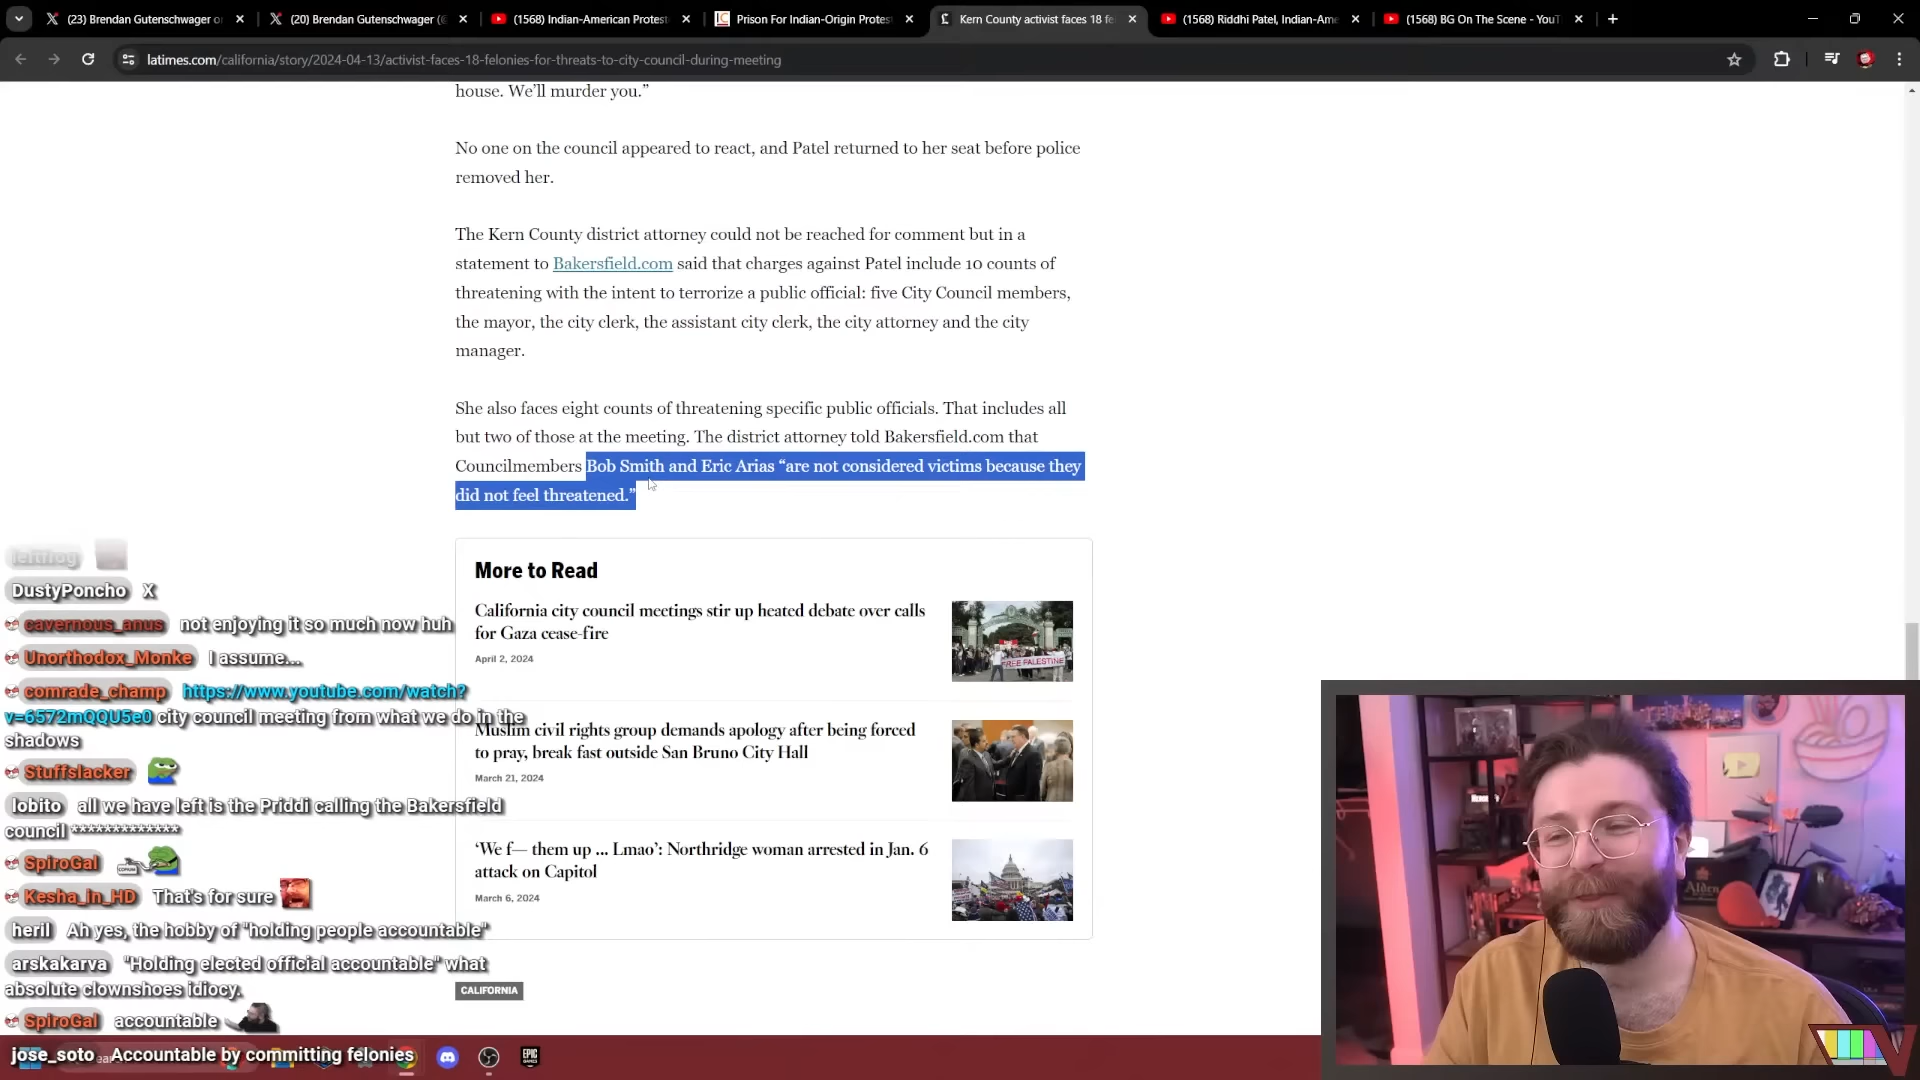 (23) Brendan Gutenschwager o
(20) Brendan Gutenschwager (@
(1568) Indian-American Protest
Prison For Indian-Origin Protes
Kern County activist faces 18 fe
(1568) Riddhi Patel, Indian-Ame
(1568) BG On The Scene - YouT
latimes.com/california/story/2024-04-13/activist-faces-18-felonies-for-threats-to-city-council-during-meeting
house. We’ll murder you.”
No one on the council appeared to react, and Patel returned to her seat before police
removed her.
The Kern County district attorney could not be reached for comment but in a
statement to Bakersfield.com said that charges against Patel include 10 counts of
threatening with the intent to terrorize a public official: five City Council members,
the mayor, the city clerk, the assistant city clerk, the city attorney and the city
manager.
She also faces eight counts of threatening specific public officials. That includes all
but two of those at the meeting. The district attorney told Bakersfield.com that
Councilmembers Bob Smith and Eric Arias “are not considered victims because they
did not feel threatened.”
More to Read
California city council meetings stir up heated debate over calls
for Gaza cease-fire
April 2, 2024
FREE PALESTINE
Muslim civil rights group demands apology after being forced
to pray, break fast outside San Bruno City Hall
March 21, 2024
‘We f— them up ... Lmao’: Northridge woman arrested in Jan. 6
attack on Capitol
March 6, 2024
CALIFORNIA
leftfrog
DustyPoncho X
cavernous_anus not enjoying it so much now huh
Unorthodox_Monke I assume...
comrade_champ https://www.youtube.com/watch?
v=6572mQQU5e0 city council meeting from what we do in the
shadows
Stuffslacker
lobito all we have left is the Priddi calling the Bakersfield
council *************
SpiroGal
Kesha_in_HD That's for sure
heril Ah yes, the hobby of "holding people accountable"
arskakarva "Holding elected official accountable" what
absolute clownshoes idiocy.
SpiroGal accountable
jose_soto Accountable by committing felonies
EPIC